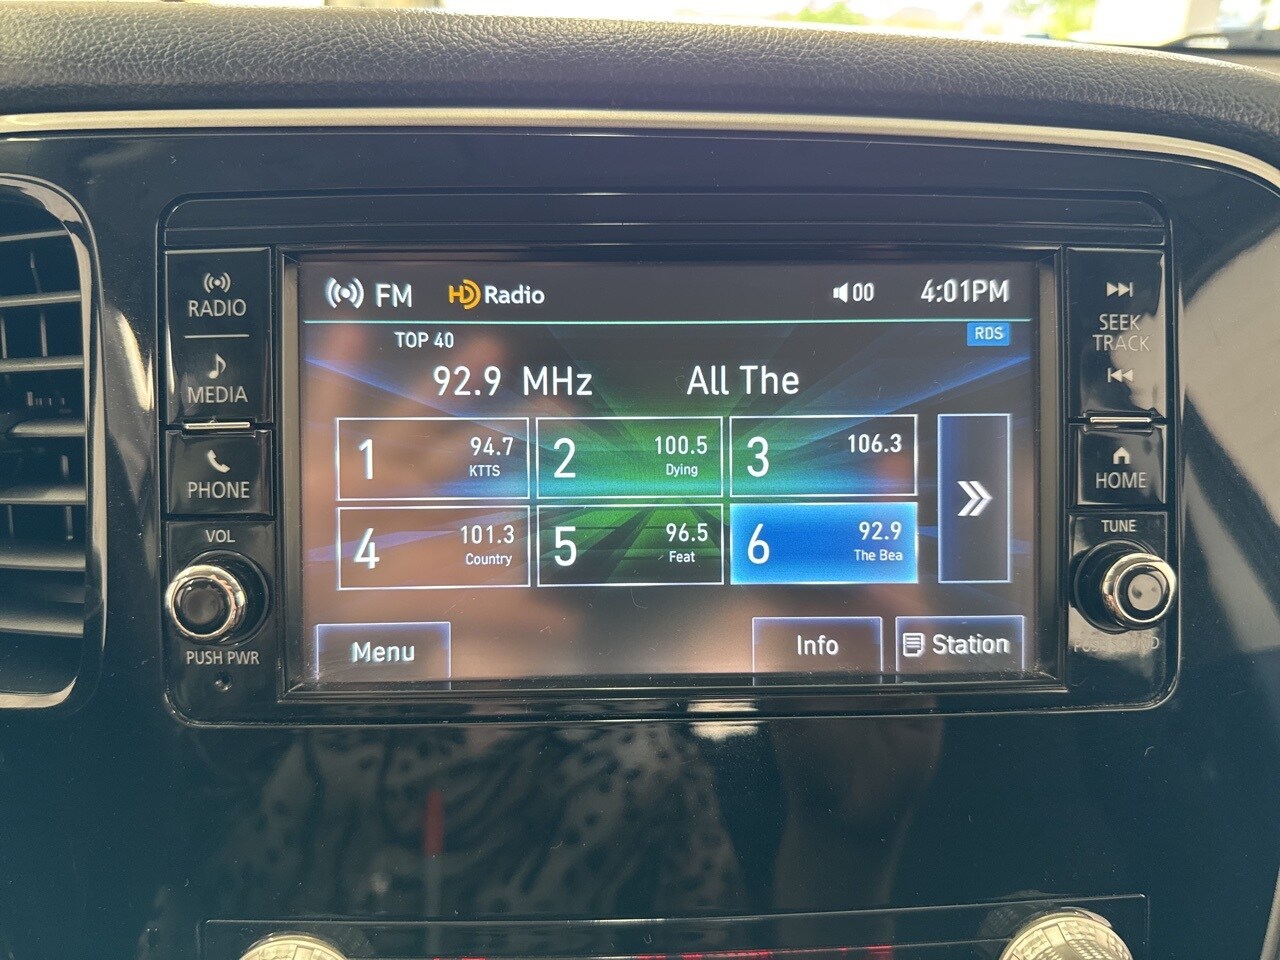 RADIO
MEDIA
PHONE
VOL
PUSH PWR
FM HD Radio 00 4:01PM
TOP 40 RDS
92.9 MHz All The
1 94.7 KTTS
2 100.5 Dying
3 106.3
4 101.3 Country
5 96.5 Feat
6 92.9 The Bea
Menu Info Station
SEEK
TRACK
HOME
TUNE